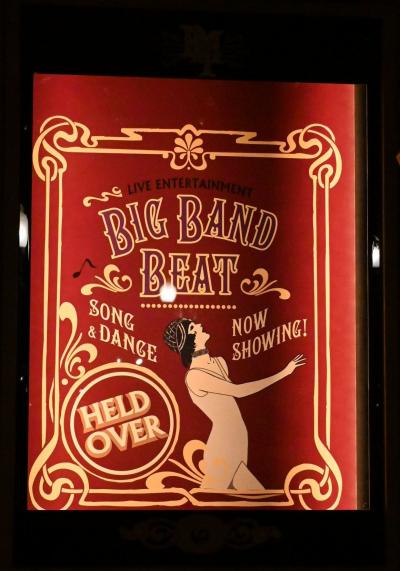 LIVE ENTERTAINMENT
BIG BAND
BEAT
SONG
& DANCE
NOW
SHOWING!
HELD
OVER